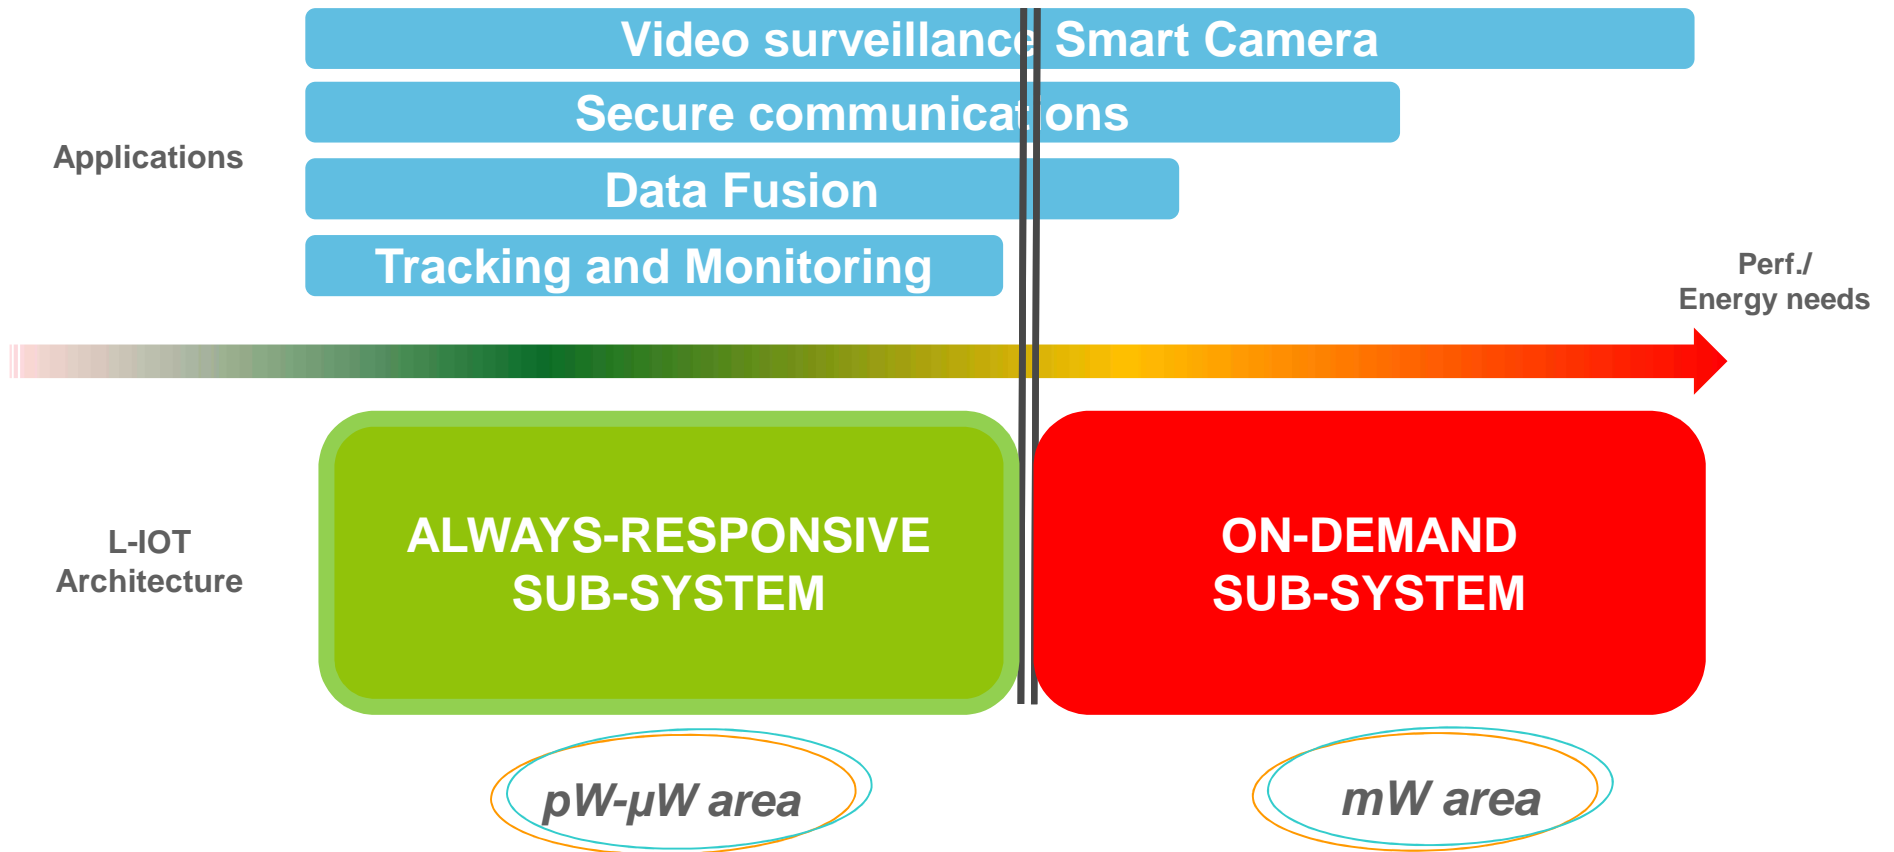 Video surveillance Smart Camera
Secure communications
Applications
Data Fusion
Tracking and Monitoring
Perf./
Energy needs
L-IOT
Architecture
ALWAYS-RESPONSIVE
SUB-SYSTEM
ON-DEMAND
SUB-SYSTEM
pW-µW area
mW area